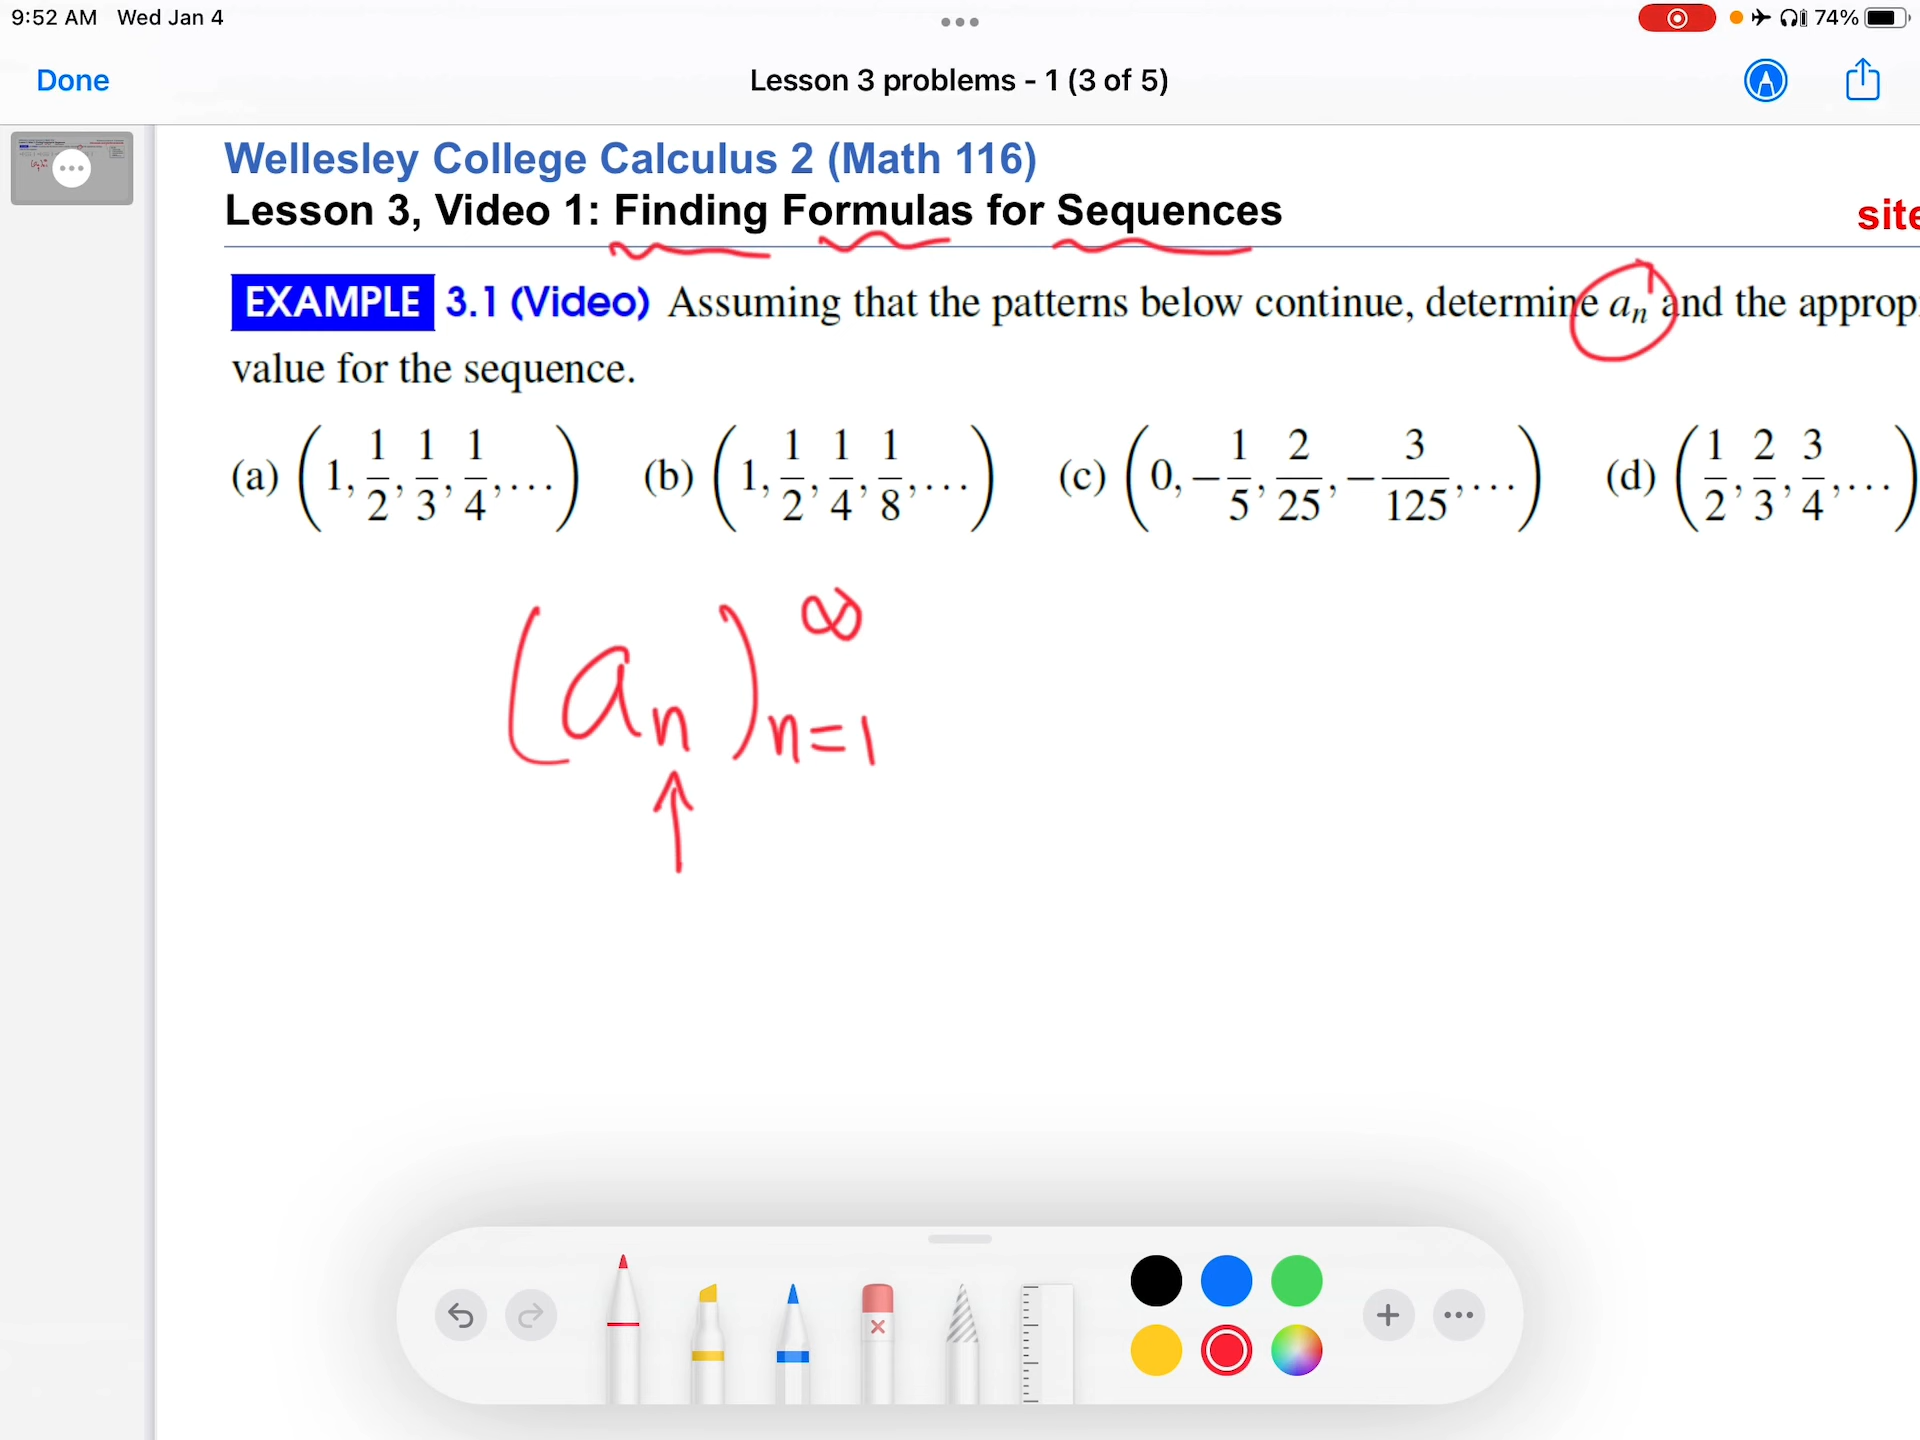 9:52 AM Wed Jan 4
74%
Done
Lesson 3 problems - 1 (3 of 5)
Wellesley College Calculus 2 (Math 116)
Lesson 3, Video 1: Finding Formulas for Sequences
site
EXAMPLE 3.1 (Video) Assuming that the patterns below continue, determine aₙ and the approp
value for the sequence.
(a) (1, 1/2, 1/3, 1/4, ...) (b) (1, 1/2, 1/4, 1/8, ...) (c) (0, −1/5, 2/25, −3/125, ...) (d) (1/2, 2/3, 3/4, ...)
(aₙ)ₙ₌₁^∞